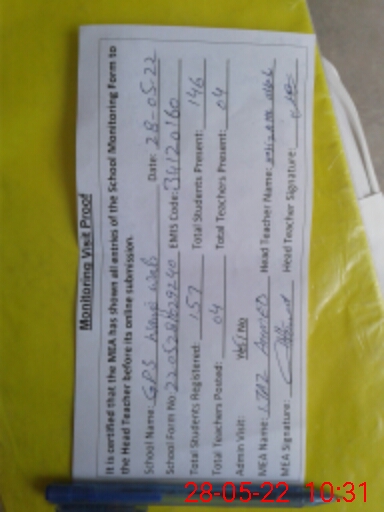 Monitoring Visit Proof
It is certified that the MEA has shown all entries of the School Monitoring Form to
the Head Teacher before its online submission.
School Name: GPS Date: 28-05-22
School Form No: EMIS Code: 34120160
Total Students Registered: 157 Total Students Present: 146
Total Teachers Posted: 04 Total Teachers Present: 04
Admin Visit: Yes / No
MEA Name: IJAZ AHMED Head Teacher Name:
MEA Signature: Head Teacher Signature:
28-05-22 10:31